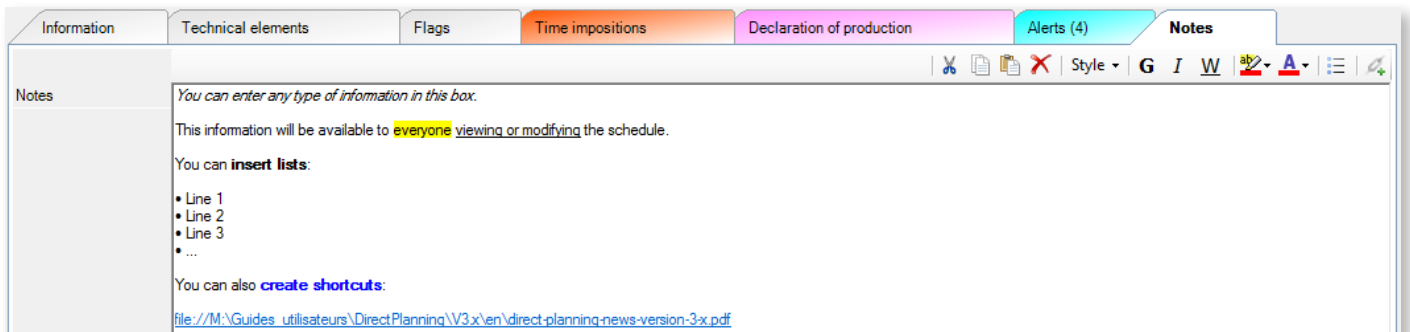 Information Technical elements Flags Time impositions Declaration of production Alerts (4) Notes
Style G I W ab A
Notes
You can enter any type of information in this box.
This information will be available to everyone viewing or modifying the schedule.
You can insert lists:
• Line 1
• Line 2
• Line 3
• ...
You can also create shortcuts:
file://M:\Guides_utilisateurs\DirectPlanning\V3.x\en\direct-planning-news-version-3-x.pdf